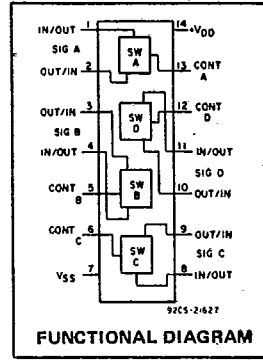 IN/OUT 1 14 +VDD
SIG A SW A
OUT/IN 2 13 CONT A
OUT/IN 3 SW D 12 CONT D
SIG B
IN/OUT 4 11 IN/OUT
SIG D
CONT B 5 SW B 10 OUT/IN
CONT C 6 9 OUT/IN
SW C SIG C
VSS 7 8 IN/OUT
92CS-21627
FUNCTIONAL DIAGRAM